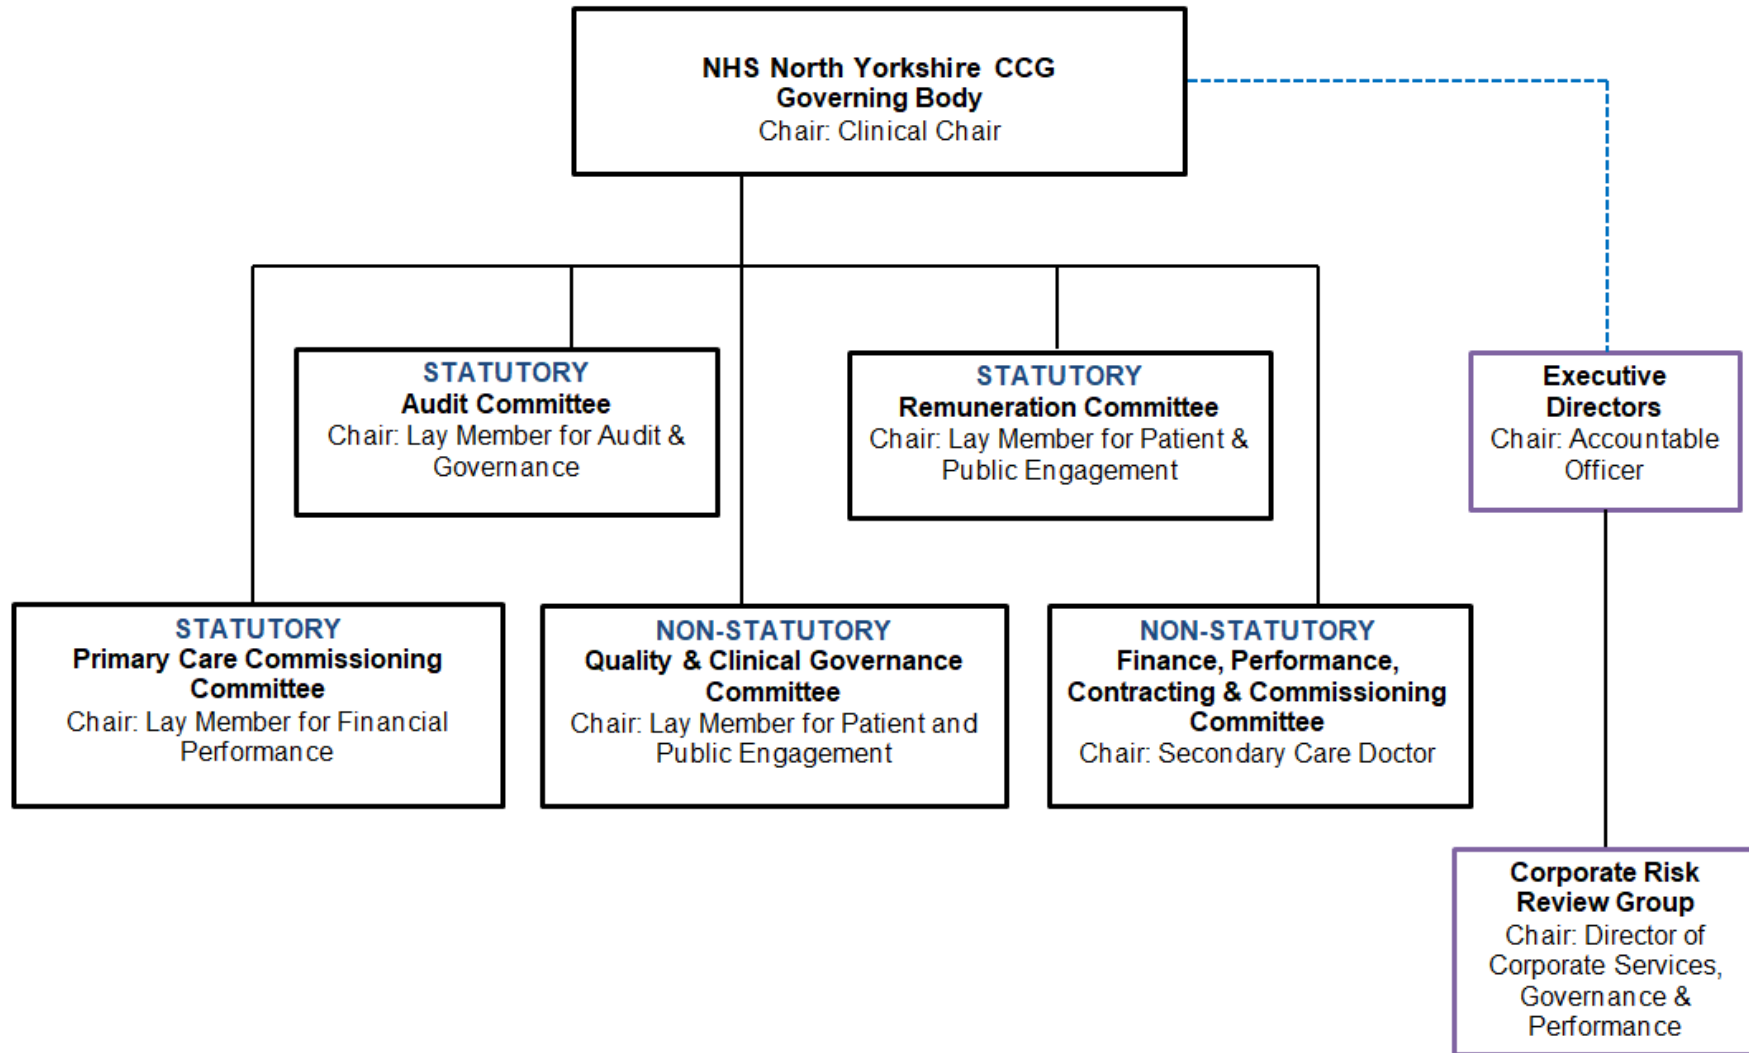 NHS North Yorkshire CCG
Governing Body
Chair: Clinical Chair
STATUTORY
Audit Committee
Chair: Lay Member for Audit &
Governance
STATUTORY
Remuneration Committee
Chair: Lay Member for Patient &
Public Engagement
Executive
Directors
Chair: Accountable
Officer
STATUTORY
Primary Care Commissioning
Committee
Chair: Lay Member for Financial
Performance
NON-STATUTORY
Quality & Clinical Governance
Committee
Chair: Lay Member for Patient and
Public Engagement
NON-STATUTORY
Finance, Performance,
Contracting & Commissioning
Committee
Chair: Secondary Care Doctor
Corporate Risk
Review Group
Chair: Director of
Corporate Services,
Governance &
Performance